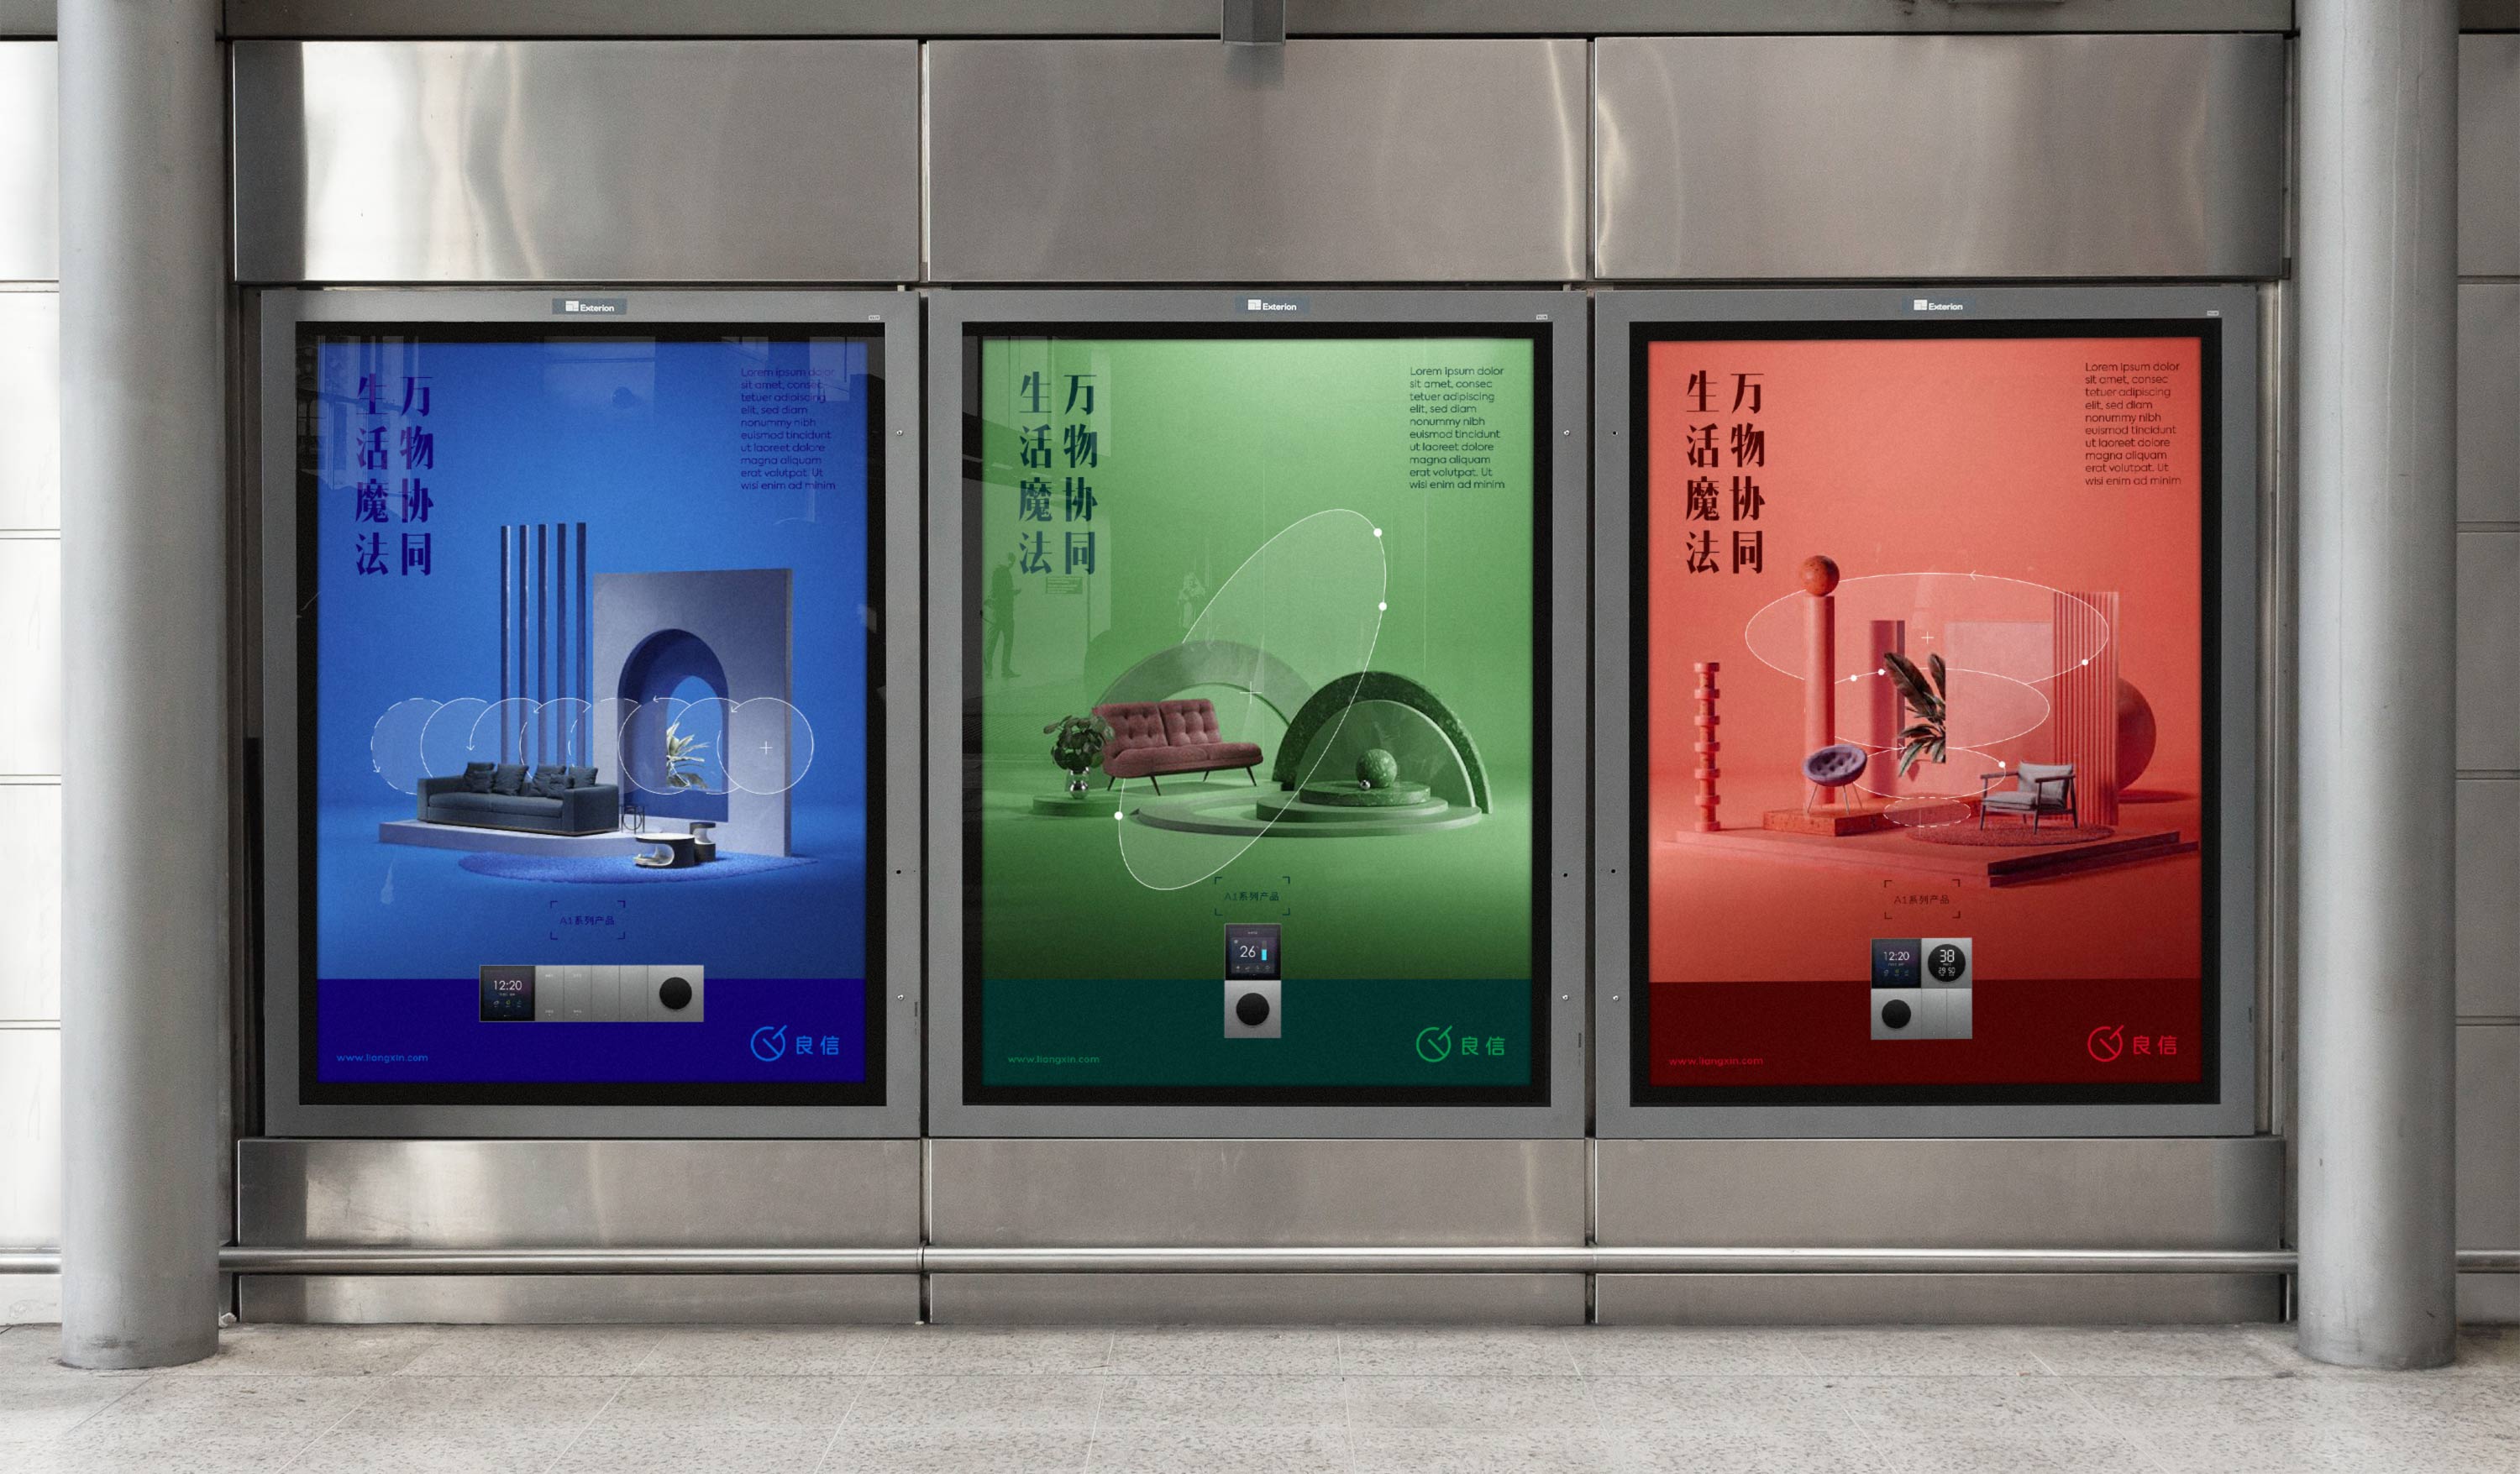 Exterion
万物协同
生活魔法
Lorem ipsum dolor
sit amet, consec
tetuer adipiscing
elit, sed diam
nonummy nibh
euismod tincidunt
ut laoreet dolore
magna aliquam
erat volutpat. Ut
wisi enim ad minim
A1系列产品
12:20
www.liangxin.com
良信
Exterion
万物协同
生活魔法
Lorem ipsum dolor
sit amet, consec
tetuer adipiscing
elit, sed diam
nonummy nibh
euismod tincidunt
ut laoreet dolore
magna aliquam
erat volutpat. Ut
wisi enim ad minim
A1系列产品
26°
www.liangxin.com
良信
Exterion
万物协同
生活魔法
Lorem ipsum dolor
sit amet, consec
tetuer adipiscing
elit, sed diam
nonummy nibh
euismod tincidunt
ut laoreet dolore
magna aliquam
erat volutpat. Ut
wisi enim ad minim
A1系列产品
12:20
38
www.liangxin.com
良信